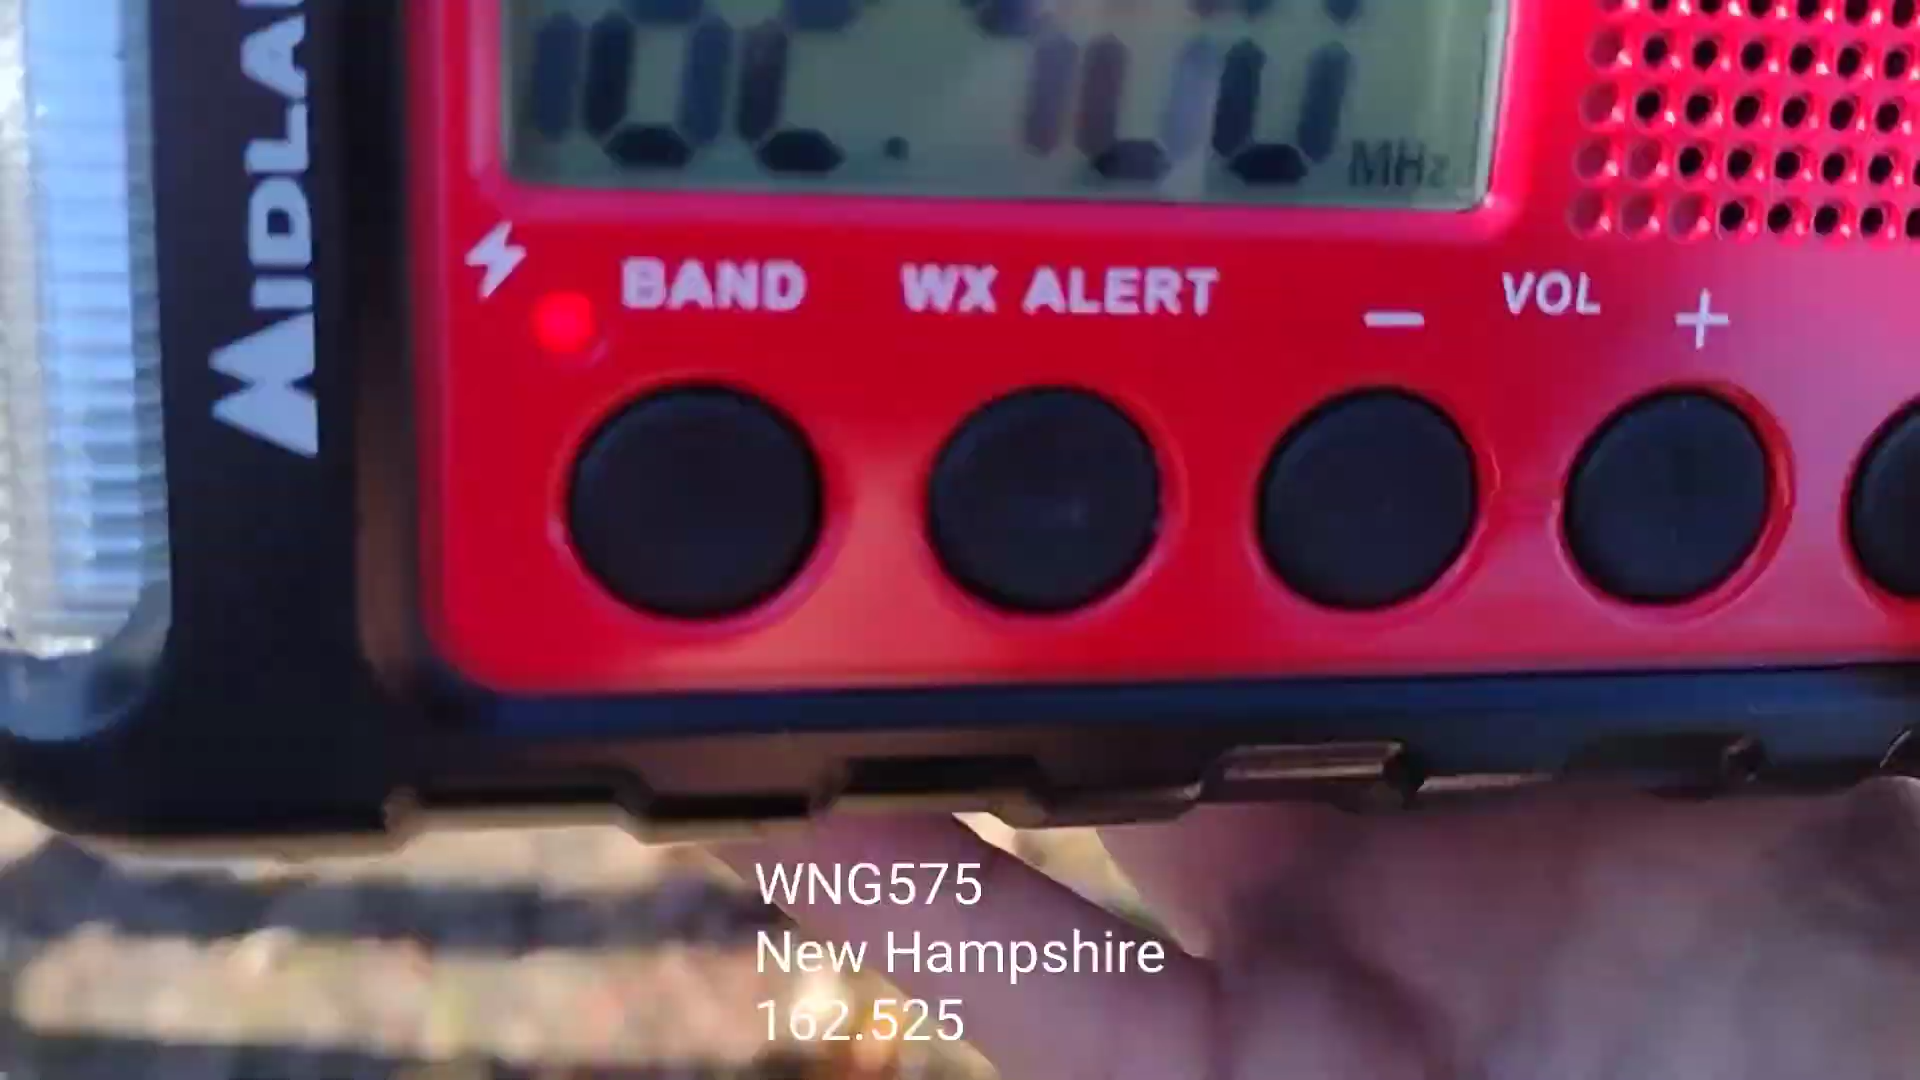 MIDLA
MHz
BAND
WX ALERT
- VOL +
WNG575
New Hampshire
162.525